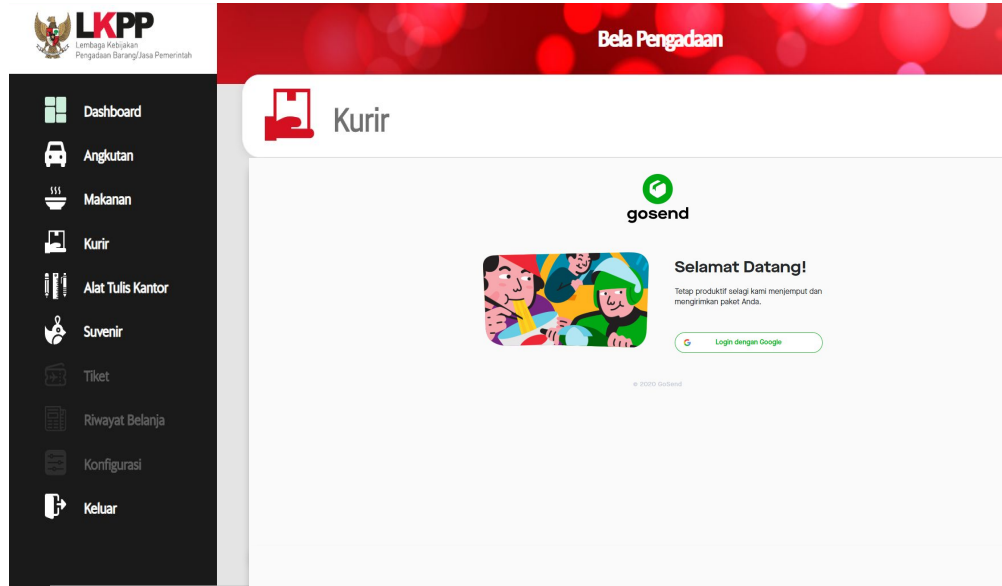 LKPP
Lembaga Kebijakan
Pengadaan Barang/Jasa Pemerintah
Bela Pengadaan
Dashboard
Angkutan
Makanan
Kurir
Alat Tulis Kantor
Suvenir
Tiket
Riwayat Belanja
Konfigurasi
Keluar
Kurir
gosend
Selamat Datang!
Tetap produktif selagi kami menjemput dan
mengirimkan paket Anda.
Login dengan Google
© 2020 GoSend